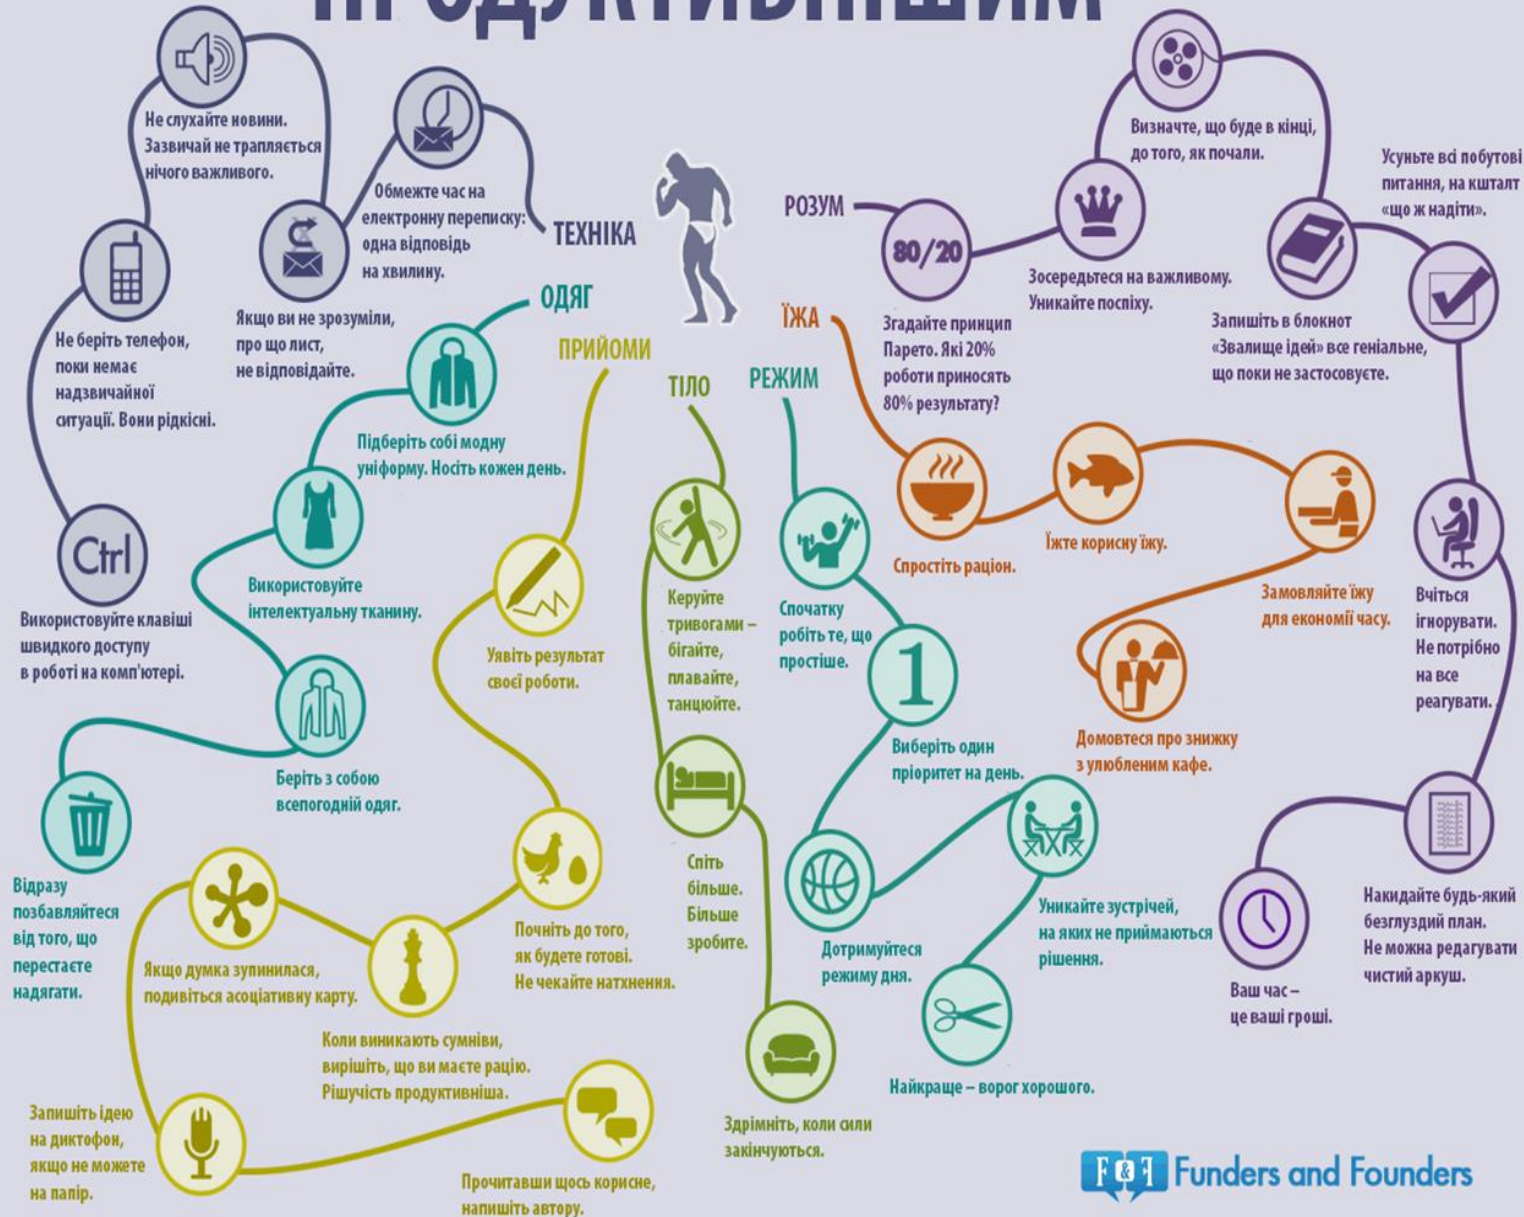 ПРОДУКТИВНІШИМ
Не слухайте новини.
Зазвичай не трапляється
нічого важливого.
Обмежте час на
електронну переписку:
одна відповідь
на хвилину.
ТЕХНІКА
Якщо ви не зрозуміли,
про що лист,
не відповідайте.
Не беріть телефон,
поки немає
надзвичайної
ситуації. Вони рідкісні.
Ctrl
Використовуйте клавіші
швидкого доступу
в роботі на комп'ютері.
ОДЯГ
Підберіть собі модну
уніформу. Носіть кожен день.
Використовуйте
інтелектуальну тканину.
Беріть з собою
всепогодній одяг.
Відразу
позбавляйтеся
від того, що
перестаєте
надягати.
ПРИЙОМИ
Уявіть результат
своєї роботи.
Почніть до того,
як будете готові.
Не чекайте натхнення.
Коли виникають сумніви,
вирішіть, що ви маєте рацію.
Рішучість продуктивніша.
Якщо думка зупинилася,
подивіться асоціативну карту.
Запишіть ідею
на диктофон,
якщо не можете
на папір.
Прочитавши щось корисне,
напишіть автору.
ТІЛО
Керуйте
тривогами –
бігайте,
плавайте,
танцюйте.
Спіть
більше.
Більше
зробите.
Здрімніть, коли сили
закінчуються.
РЕЖИМ
Спочатку
робіть те, що
простіше.
1
Виберіть один
пріоритет на день.
Дотримуйтеся
режиму дня.
Уникайте зустрічей,
на яких не приймаються
рішення.
Найкраще – ворог хорошого.
ЇЖА
Спростіть раціон.
Їжте корисну їжу.
Замовляйте їжу
для економії часу.
Домовтеся про знижку
з улюбленим кафе.
РОЗУМ
80/20
Згадайте принцип
Парето. Які 20%
роботи приносять
80% результату?
Зосередьтеся на важливому.
Уникайте поспіху.
Визначте, що буде в кінці,
до того, як почали.
Запишіть в блокнот
«Звалище ідей» все геніальне,
що поки не застосовуєте.
Усуньте всі побутові
питання, на кшталт
«що ж надіти».
Вчіться
ігнорувати.
Не потрібно
на все
реагувати.
Накидайте будь-який
безглуздий план.
Не можна редагувати
чистий аркуш.
Ваш час –
це ваші гроші.
F&F Funders and Founders